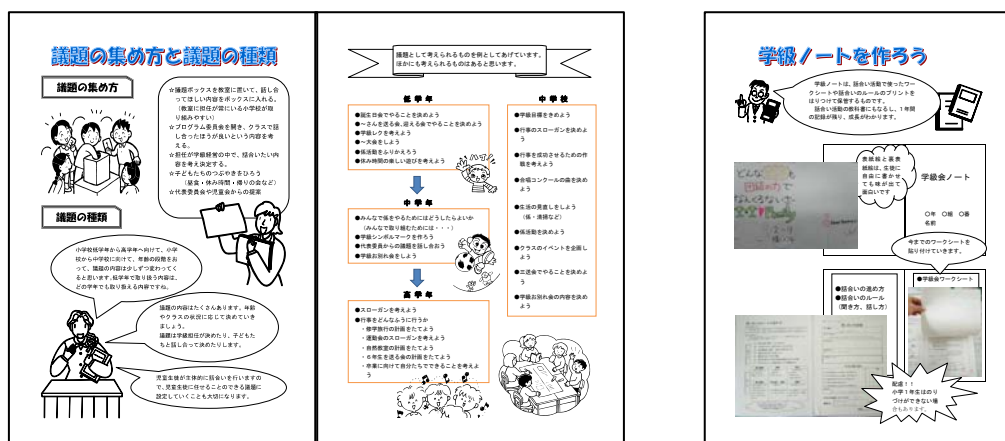 議題の集め方と議題の種類
議題の集め方
☆議題ボックスを教室に置いて、話し合
ってほしい内容をボックスに入れる。
（教室に担任が常にいる小学校が取
り組みやすい）
☆プログラム委員会を開き、クラスで話
し合ったほうが良いという内容を考
える。
☆担任が学級経営の中で、話合いたい内
容を考え決定する。
☆子どもたちのつぶやきをひろう
（昼食・休み時間・帰りの会など）
☆代表委員会や児童会からの提案
議題の種類
小学校低学年から高学年へ向けて、小学
校から中学校に向けて、年齢の段階をお
って、議題の内容は少しずつ変わってく
ると思います。低学年で取り扱う内容は、
どの学年でも取り扱える内容ですね。
議題の内容はたくさんあります。年齢
やクラスの状況に応じて決めていき
ましょう。
議題は学級担任が決めたり、子どもた
ちと話し合って決めたりします。
児童生徒が主体的に話合いを行いますの
で、児童生徒に任せることのできる議題に
設定していくことも大切になります。
議題として考えられるものを例としてあげています。
ほかにも考えられるものはあると思います。
低学年
●誕生日会でやることを決めよう
●～さんを送る会、迎える会でやることを決めよう
●学級レクを考えよう
●～大会をしよう
●係活動をふりかえろう
●休み時間の楽しい遊びを考えよう
中学年
●みんなで係をやるためにはどうしたらよいか
（みんなで取り組むためには・・・）
●学級シンボルマークを作ろう
●代表委員からの議題を話し合おう
●学級お別れ会をしよう
高学年
●スローガンを考えよう
●行事をどんなふうに行うか
・修学旅行の計画をたてよう
・運動会のスローガンを考えよう
・自然教室の計画をたてよう
・６年生を送る会の計画をたてよう
・卒業に向けて自分たちでできることを考えよ
う
中学校
●学級目標をきめよう
●行事のスローガンを決めよ
う
●行事を成功させるための作
戦を考えよう
●合唱コンクールの曲を決め
よう
●生活の見直しをしよう
（係・清掃など）
●係活動を決めよう
●クラスのイベントを企画し
よう
●三送会でやることを決めよ
う
●学級お別れ会の内容を決め
よう
学級ノートを作ろう
学級ノートは、話合い活動で使ったワー
クシートや話合いのルールのプリントを
はりつけて保管するものです。
話合い活動の教科書にもなるし、１年間
の記録が残り、成長がわかります。
表紙絵と裏表
紙絵は、生徒に
自由に書かせ
ても味が出て
面白いです
学級会ノート
○年　○組　○番
名前
今までのワークシートを
貼り付けていきます。
●話合いの進め方
●話合いのルール
（聞き方、話し方）
●学級会ワークシート
配慮！！
小学１年生はのり
づけができない場
合もあります。